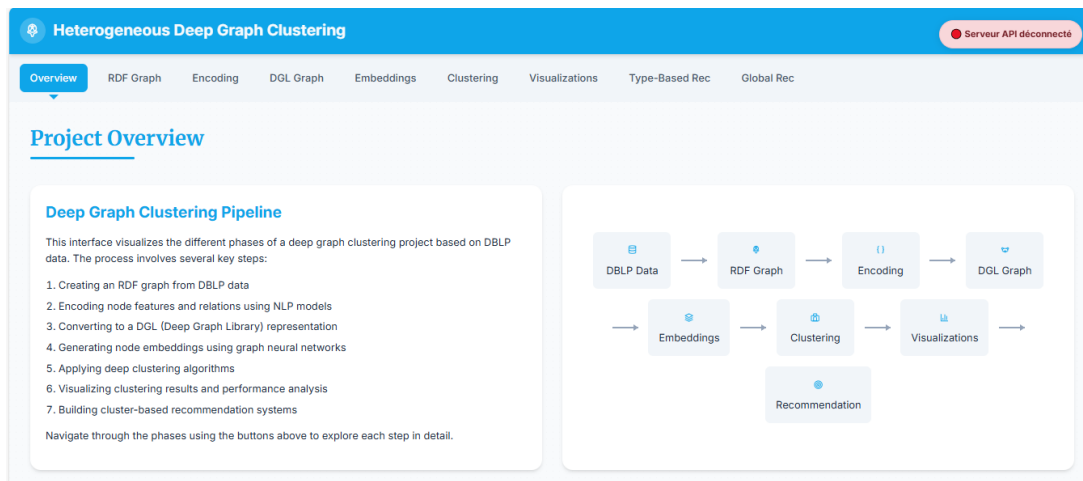 Heterogeneous Deep Graph Clustering
Serveur API déconnecté
Overview RDF Graph Encoding DGL Graph Embeddings Clustering Visualizations Type-Based Rec Global Rec
Project Overview
Deep Graph Clustering Pipeline
This interface visualizes the different phases of a deep graph clustering project based on DBLP
data. The process involves several key steps:
1. Creating an RDF graph from DBLP data
2. Encoding node features and relations using NLP models
3. Converting to a DGL (Deep Graph Library) representation
4. Generating node embeddings using graph neural networks
5. Applying deep clustering algorithms
6. Visualizing clustering results and performance analysis
7. Building cluster-based recommendation systems
Navigate through the phases using the buttons above to explore each step in detail.
DBLP Data RDF Graph Encoding DGL Graph
Embeddings Clustering Visualizations
Recommendation